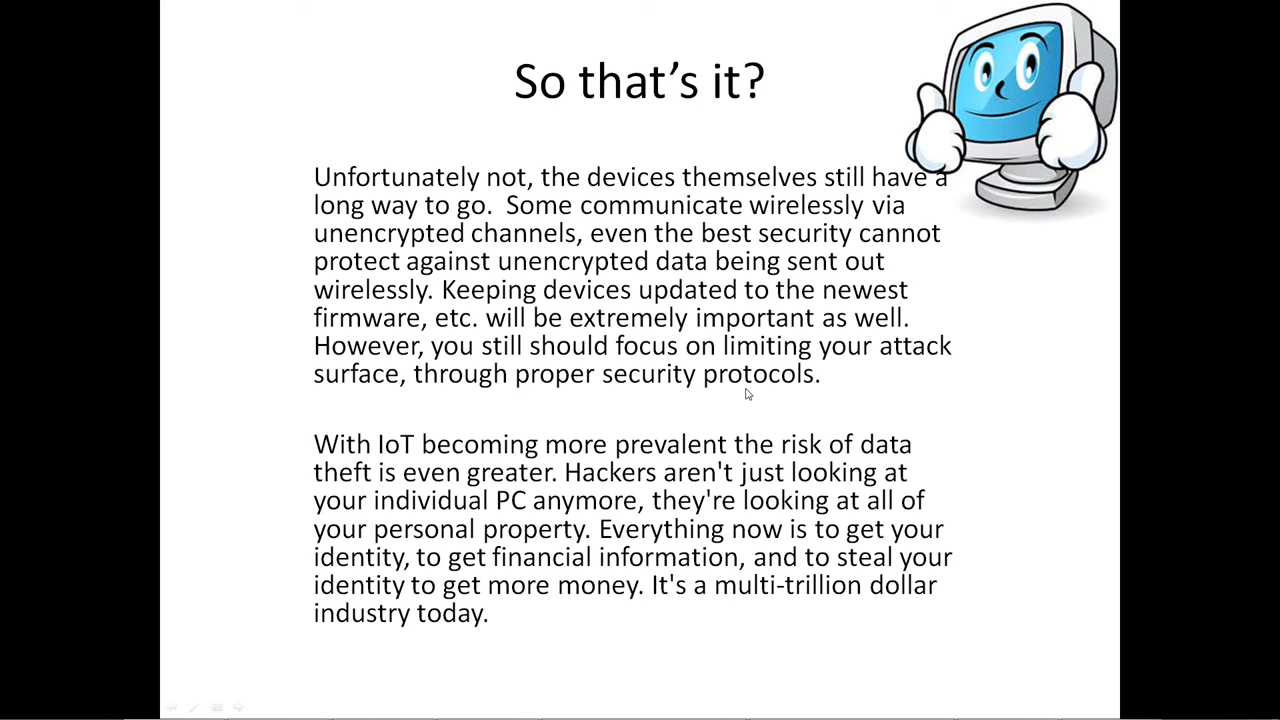 So that’s it?
Unfortunately not, the devices themselves still have a
long way to go.  Some communicate wirelessly via
unencrypted channels, even the best security cannot
protect against unencrypted data being sent out
wirelessly. Keeping devices updated to the newest
firmware, etc. will be extremely important as well.
However, you still should focus on limiting your attack
surface, through proper security protocols.
With IoT becoming more prevalent the risk of data
theft is even greater. Hackers aren't just looking at
your individual PC anymore, they're looking at all of
your personal property. Everything now is to get your
identity, to get financial information, and to steal your
identity to get more money. It's a multi-trillion dollar
industry today.